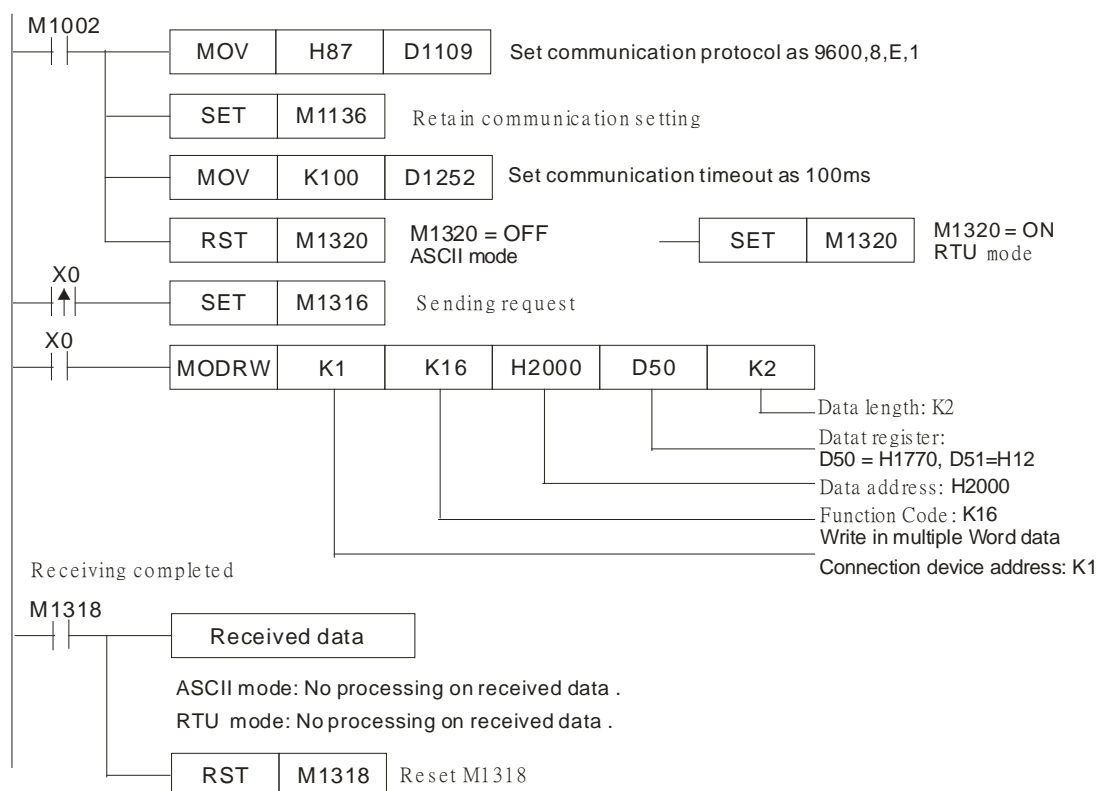 M1002
MOV H87 D1109 Set communication protocol as 9600,8,E,1
SET M1136 Retain communication setting
MOV K100 D1252 Set communication timeout as 100ms
RST M1320 M1320 = OFF
ASCII mode
SET M1320 M1320 = ON
RTU mode
X0
SET M1316 Sending request
X0
MODRW K1 K16 H2000 D50 K2
Data length: K2
Datat register:
D50 = H1770, D51=H12
Data address: H2000
Function Code: K16
Write in multiple Word data
Connection device address: K1
Receiving completed
M1318
Received data
ASCII mode: No processing on received data .
RTU mode: No processing on received data .
RST M1318 Reset M1318